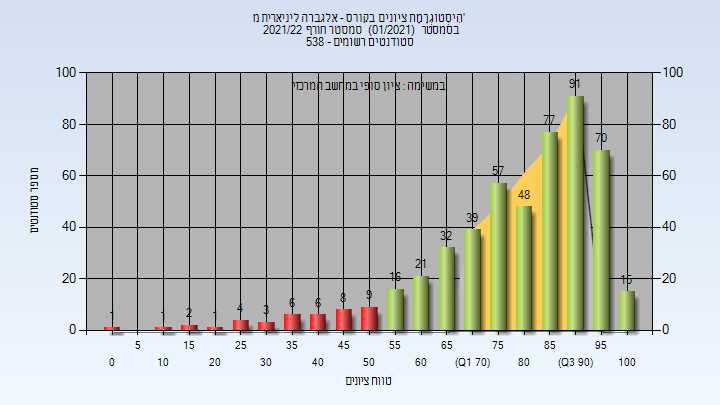 הִיסְטוֹגְרַמַת ציונים בקורס - אלגברה ליניארית מ'
בסמסטר (01/2021) סמסטר חורף 2021/22
סטודנטים רשומים - 538
במשימה : ציון סופי במחשב המרכזי
מספר סטודנטים
100 80 60 40 20 0
1 1 2 1 4 3 6 6 8 9 16 21 32 39 57 48 77 91 70 15
100 80 60 40 20 0
5 15 25 35 45 55 65 75 85 95
0 10 20 30 40 50 60 (Q1 70) 80 (Q3 90) 100
טווח ציונים